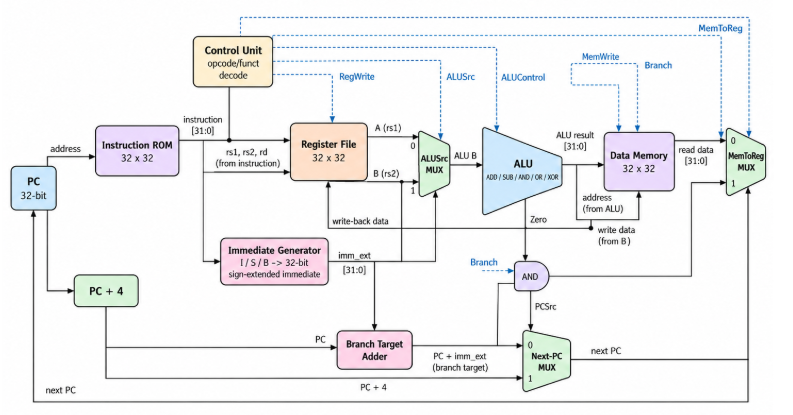 MemToReg
Control Unit
opcode/funct
decode
MemWrite
Branch
RegWrite
ALUSrc
ALUControl
instruction
[31:0]
A (rs1)
0
ALU result
[31:0]
read data
[31:0]
0
address
Instruction ROM
32 x 32
rs1, rs2, rd
(from instruction)
Register File
32 x 32
ALUSrc
MUX
ALU B
ALU
ADD / SUB / AND / OR / XOR
Data Memory
32 x 32
MemToReg
MUX
B (rs2)
1
1
PC
32-bit
address
(from ALU)
write-back data
Zero
write data
(from B)
Immediate Generator
I / S / B -> 32-bit
sign-extended immediate
imm_ext
[31:0]
Branch
AND
PC + 4
PCSrc
PC
Branch Target
Adder
PC + imm_ext
(branch target)
0
Next-PC
MUX
1
next PC
PC + 4
next PC